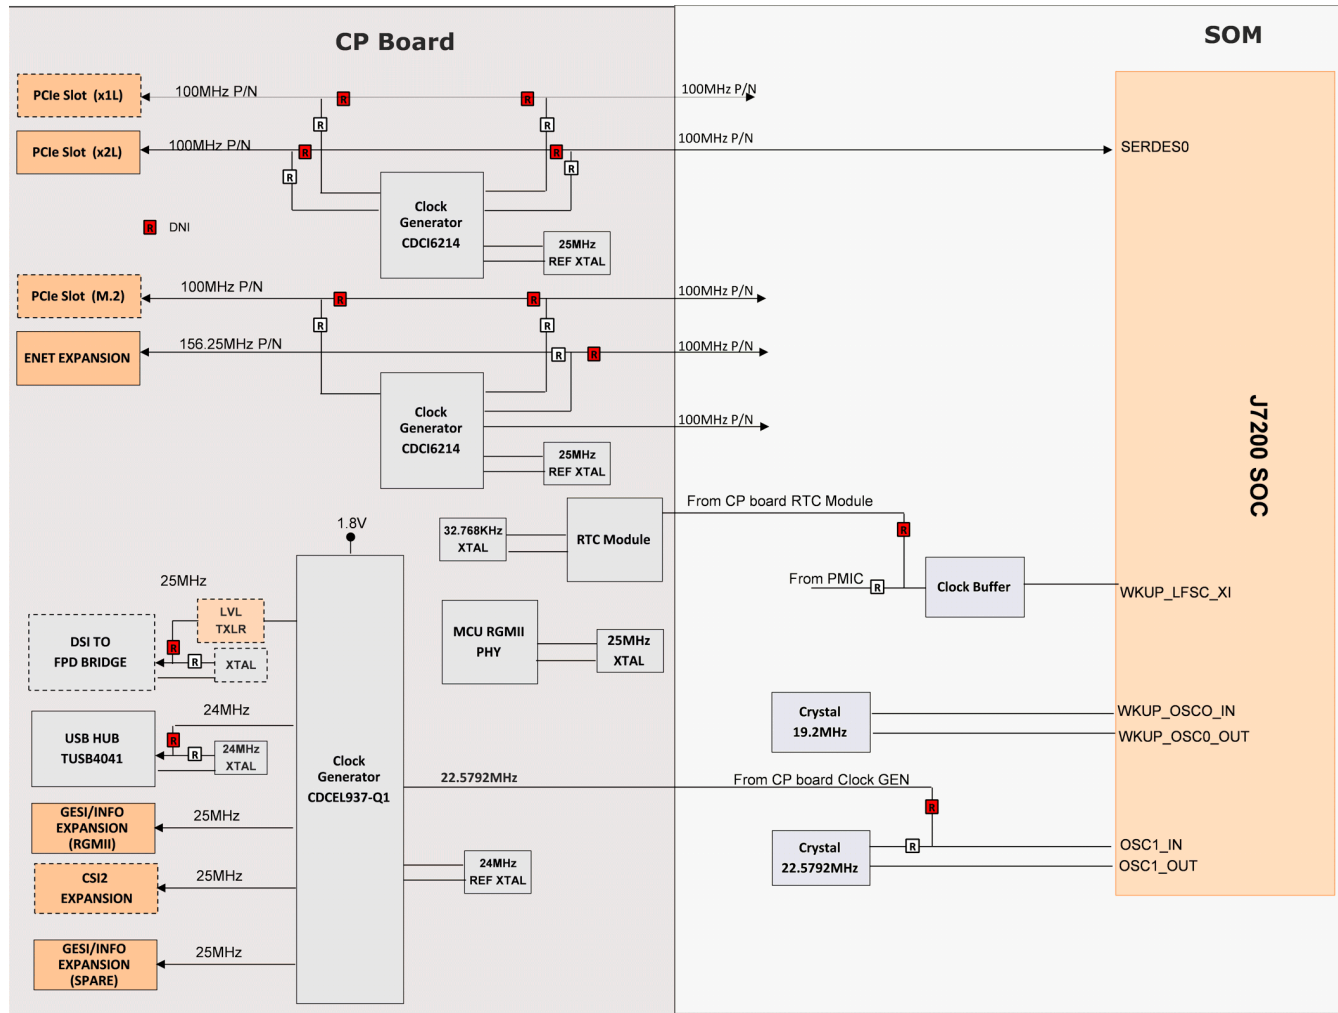 CP Board
SOM
PCIe Slot (x1L)
100MHz P/N
R
R
100MHz P/N
R
R
PCIe Slot (x2L)
100MHz P/N
R
R
100MHz P/N
SERDES0
R
R
Clock
Generator
CDCI6214
R
DNI
25MHz
REF XTAL
PCIe Slot (M.2)
100MHz P/N
R
R
100MHz P/N
R
R
ENET EXPANSION
156.25MHz P/N
R
R
100MHz P/N
Clock
Generator
CDCI6214
100MHz P/N
25MHz
REF XTAL
J7200 SOC
From CP board RTC Module
1.8V
32.768KHz
XTAL
RTC Module
R
From PMIC
R
Clock Buffer
WKUP_LFSC_XI
25MHz
LVL
TXLR
DSI TO
FPD BRIDGE
R
R
XTAL
MCU RGMII
PHY
25MHz
XTAL
24MHz
USB HUB
TUSB4041
R
R
24MHz
XTAL
Crystal
19.2MHz
WKUP_OSCO_IN
WKUP_OSC0_OUT
Clock
Generator
CDCEL937-Q1
22.5792MHz
From CP board Clock GEN
R
GESI/INFO
EXPANSION
(RGMII)
25MHz
Crystal
22.5792MHz
R
OSC1_IN
OSC1_OUT
24MHz
REF XTAL
CSI2
EXPANSION
25MHz
GESI/INFO
EXPANSION
(SPARE)
25MHz